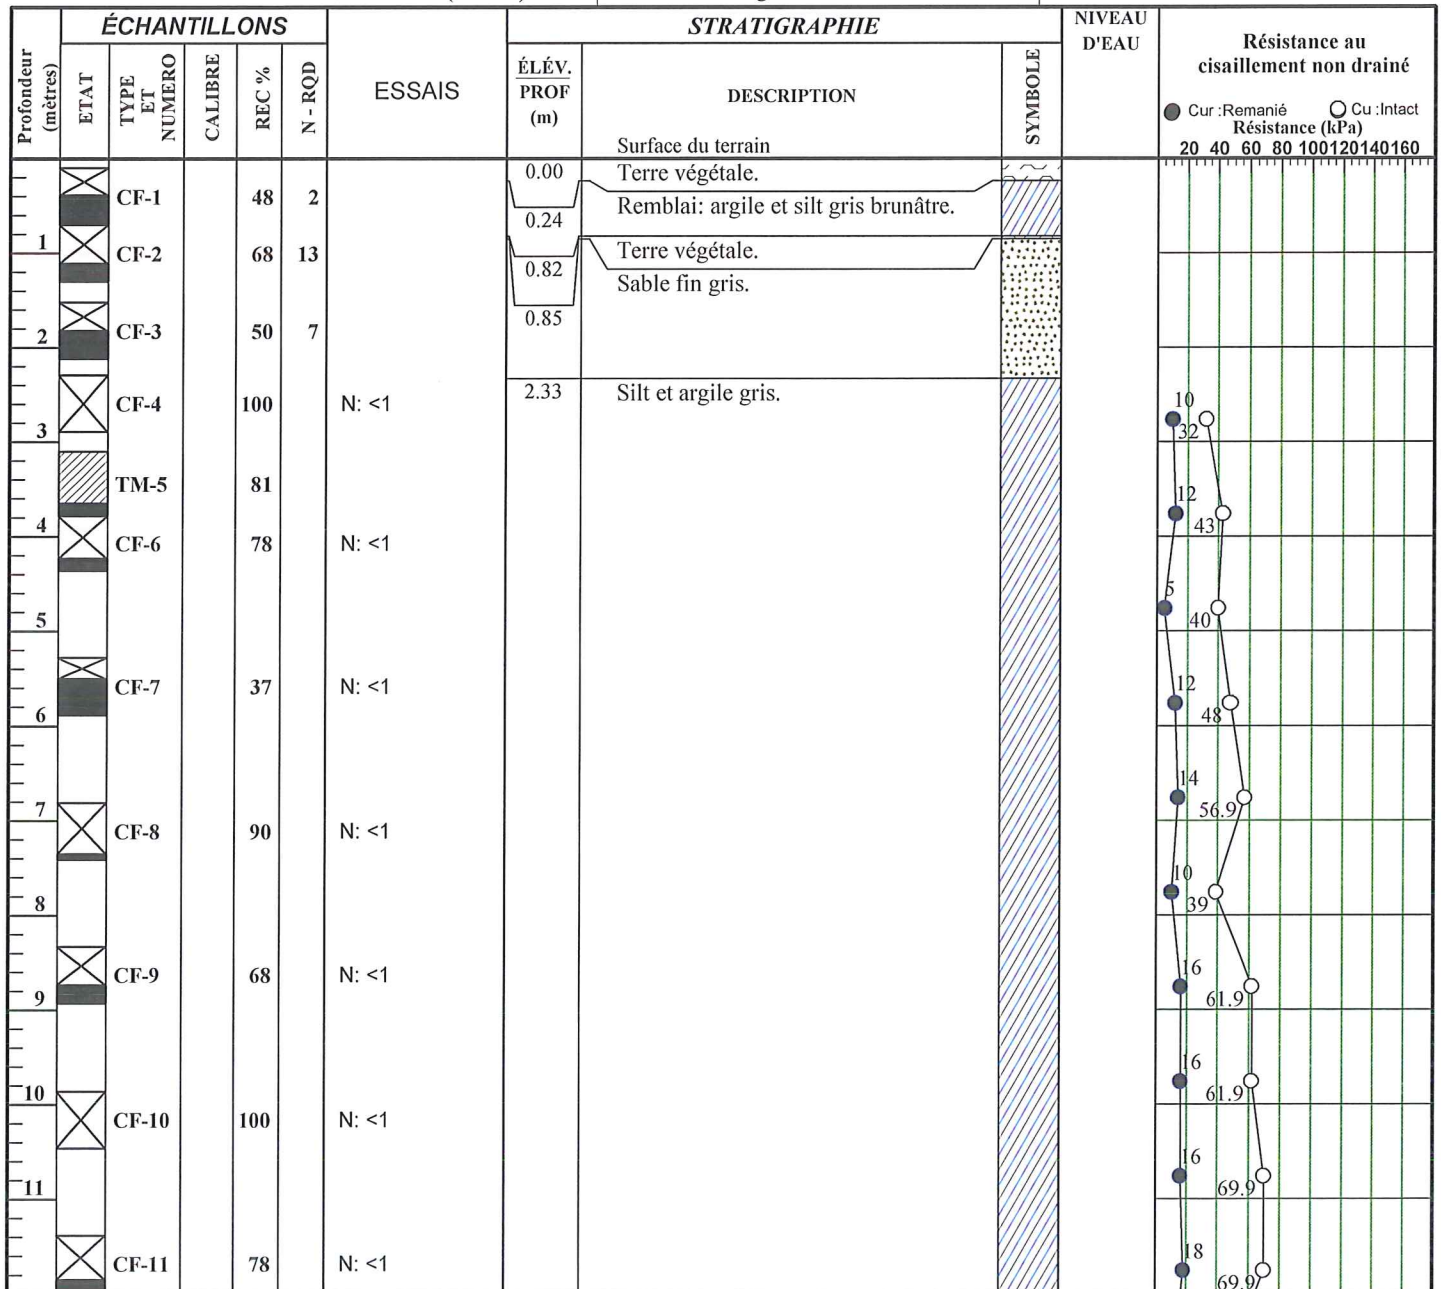 ÉCHANTILLONS
STRATIGRAPHIE
NIVEAU
D'EAU
Résistance au
cisaillement non drainé
Profondeur
(mètres)
ETAT
TYPE
ET
NUMERO
CALIBRE
REC %
N - RQD
ESSAIS
ÉLÉV.
PROF
(m)
DESCRIPTION
SYMBOLE
Cur :Remanié
Cu :Intact
Résistance (kPa)
Surface du terrain
20 40 60 80 100 120 140 160
0.00 Terre végétale.
CF-1 48 2
Remblai: argile et silt gris brunâtre.
0.24
1
CF-2 68 13
Terre végétale.
0.82
Sable fin gris.
0.85
CF-3 50 7
2
2.33 Silt et argile gris.
CF-4 100 N: <1
10
32
3
TM-5 81
12
43
4
CF-6 78 N: <1
5
40
5
CF-7 37 N: <1
12
48
6
14
56.9
7
CF-8 90 N: <1
10
39
8
CF-9 68 N: <1
16
61.9
9
16
61.9
10
CF-10 100 N: <1
16
69.9
11
CF-11 78 N: <1
18
69.9